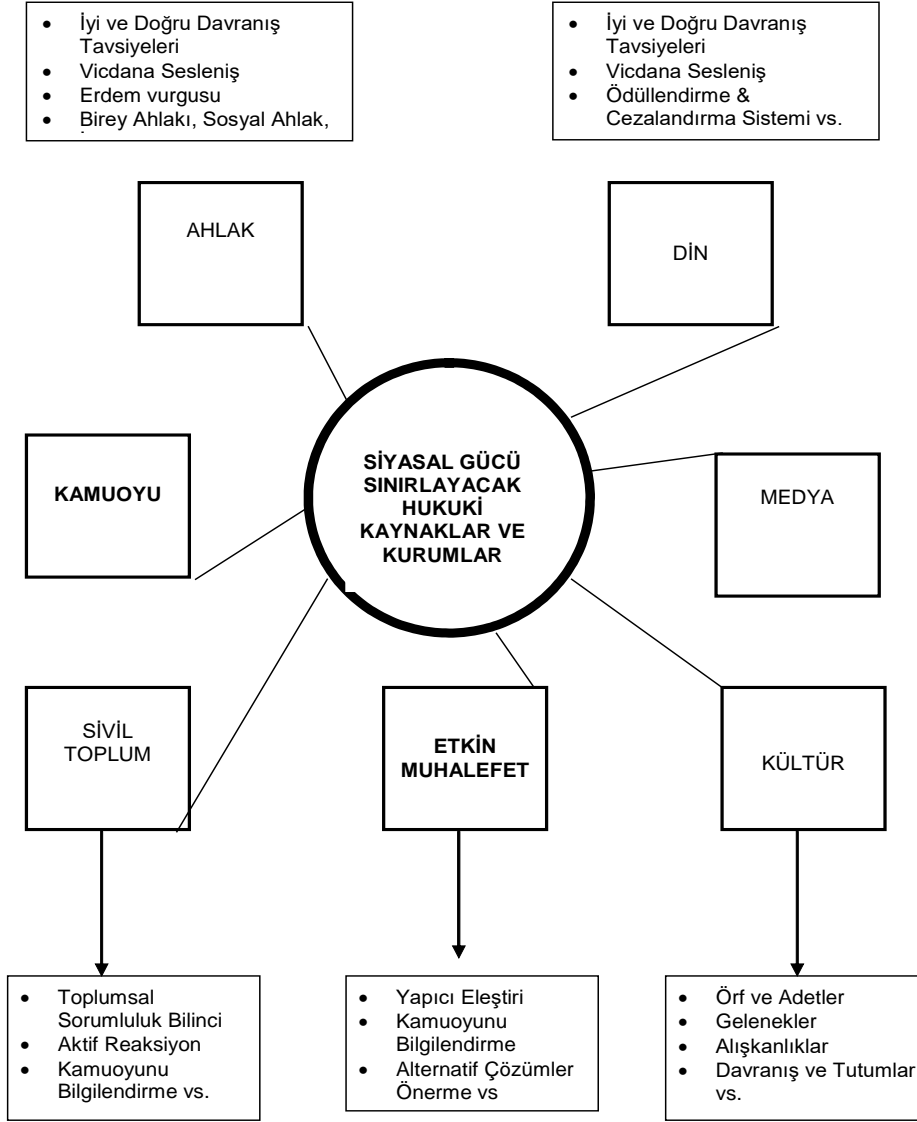 • İyi ve Doğru Davranış
Tavsiyeleri
• Vicdana Sesleniş
• Erdem vurgusu
• Birey Ahlakı, Sosyal Ahlak,
• İyi ve Doğru Davranış
Tavsiyeleri
• Vicdana Sesleniş
• Ödüllendirme &
Cezalandırma Sistemi vs.
AHLAK
DİN
SİYASAL GÜCÜ
SINIRLAYACAK
HUKUKİ
KAYNAKLAR VE
KURUMLAR
KAMUOYU
MEDYA
SİVİL
TOPLUM
ETKİN
MUHALEFET
KÜLTÜR
• Toplumsal
Sorumluluk Bilinci
• Aktif Reaksiyon
• Kamuoyunu
Bilgilendirme vs.
• Yapıcı Eleştiri
• Kamuoyunu
Bilgilendirme
• Alternatif Çözümler
Önerme vs
• Örf ve Adetler
• Gelenekler
• Alışkanlıklar
• Davranış ve Tutumlar
vs.